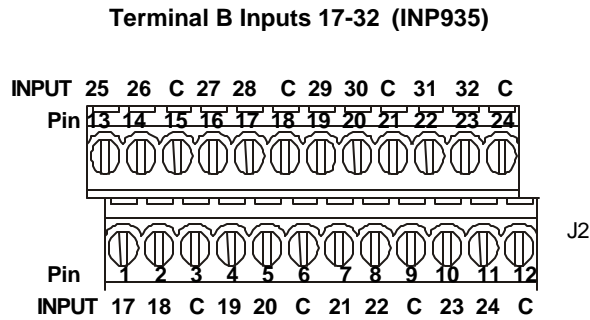 Terminal B Inputs 17-32 (INP935)
INPUT 25 26 C 27 28 C 29 30 C 31 32 C
Pin 13 14 15 16 17 18 19 20 21 22 23 24
J2
Pin 1 2 3 4 5 6 7 8 9 10 11 12
INPUT 17 18 C 19 20 C 21 22 C 23 24 C